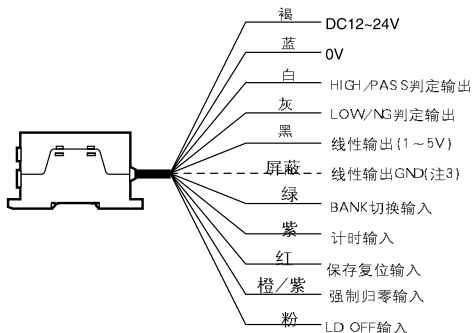 褐 DC12~24V
蓝 0V
白 HIGH/PASS判定输出
灰 LOW/NG判定输出
黑 线性输出(1~5V)
屏蔽 线性输出GND(注3)
绿 BANK切换输入
紫 计时输入
红 保存复位输入
橙/紫 强制归零输入
粉 LD OFF输入